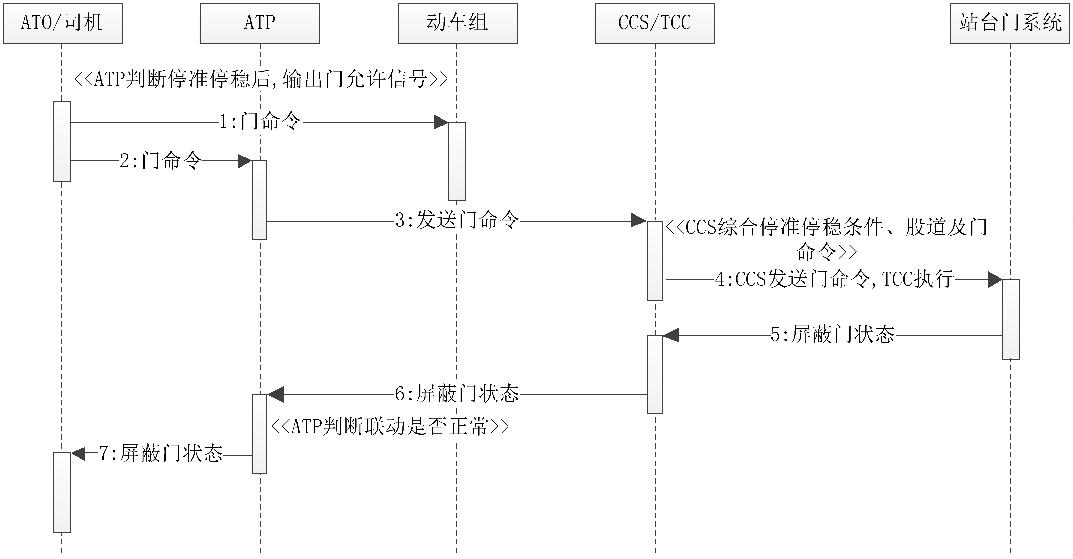 ATO/司机
ATP
动车组
CCS/TCC
站台门系统
<<ATP判断停准停稳后,输出门允许信号>>
1:门命令
2:门命令
3:发送门命令
<<CCS综合停准停稳条件、股道及门
命令>>
4:CCS发送门命令,TCC执行
5:屏蔽门状态
6:屏蔽门状态
<<ATP判断联动是否正常>>
7:屏蔽门状态